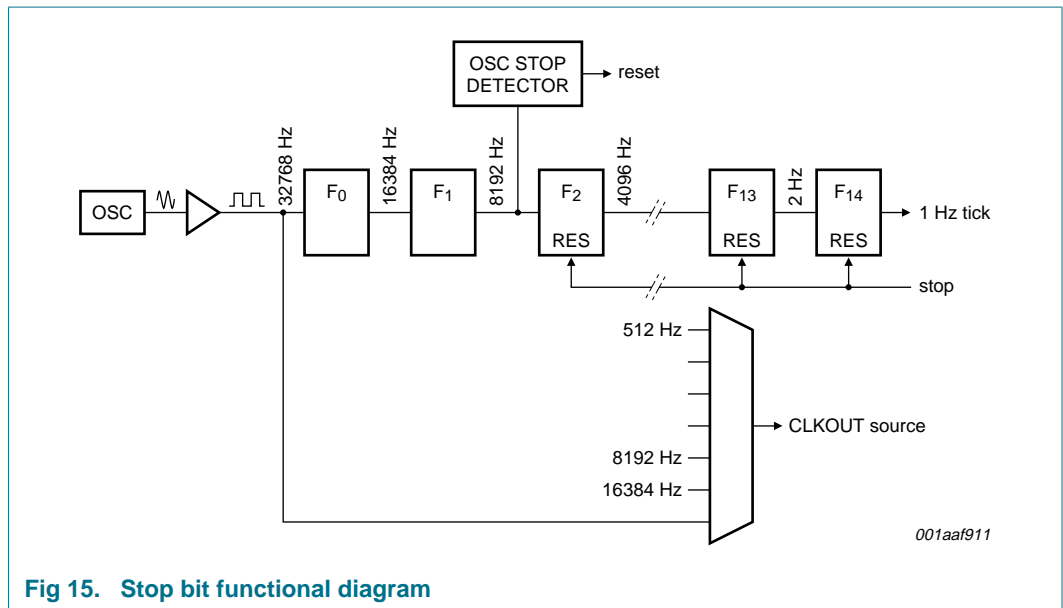 OSC STOP
DETECTOR
reset
32768 Hz
16384 Hz
8192 Hz
4096 Hz
2 Hz
OSC
F0
F1
F2
RES
F13
RES
F14
RES
1 Hz tick
stop
512 Hz
CLKOUT source
8192 Hz
16384 Hz
001aaf911
Fig 15. Stop bit functional diagram